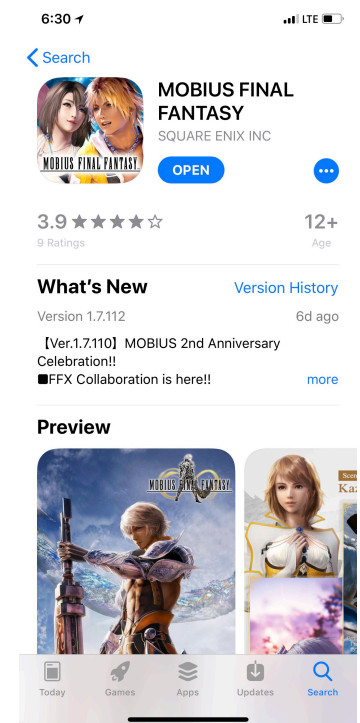 6:30
LTE
Search
MOBIUS FINAL FANTASY
MOBIUS FINAL
FANTASY
SQUARE ENIX INC
OPEN
3.9
12+
9 Ratings
Age
What's New
Version History
Version 1.7.112
6d ago
【Ver.1.7.110】MOBIUS 2nd Anniversary
Celebration!!
■FFX Collaboration is here!!
more
Preview
MOBIUS FINAL FANTASY
Today
Games
Apps
Updates
Search